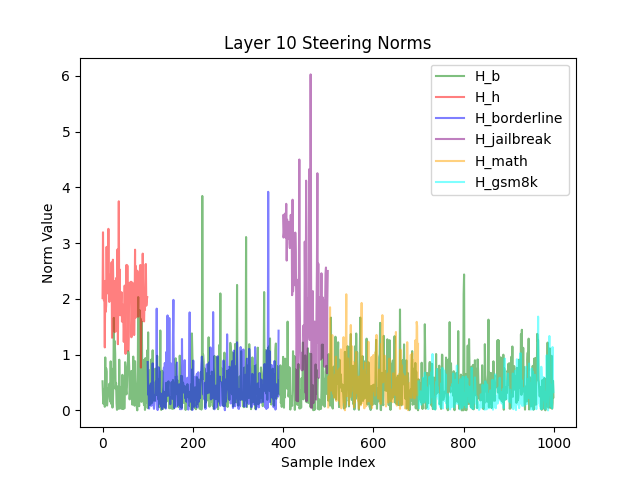 Layer 10 Steering Norms
H_b
H_h
H_borderline
H_jailbreak
H_math
H_gsm8k
Norm Value
6
5
4
3
2
1
0
0 200 400 600 800 1000
Sample Index